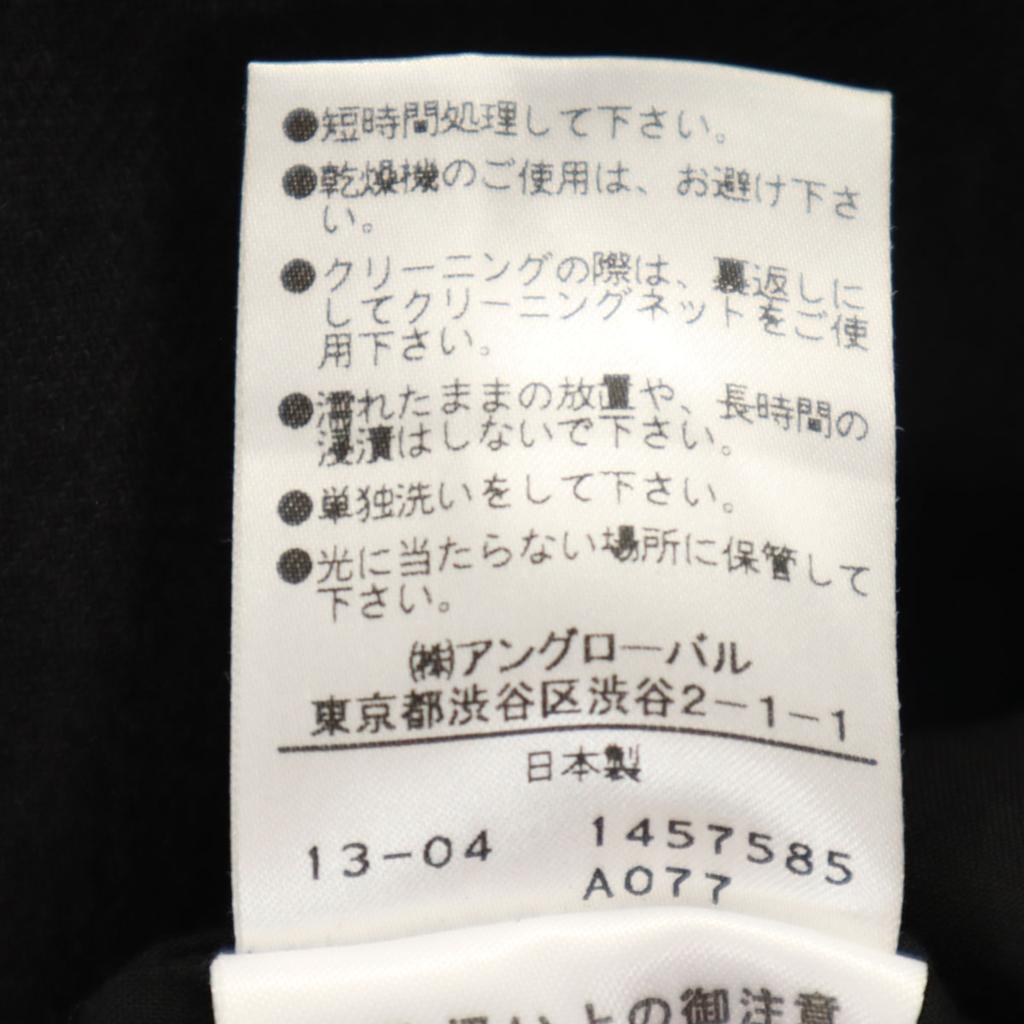 ●短時間処理して下さい。
●乾燥機のご使用は、お避け下さ
い。
●クリーニングの際は、裏返しに
してクリーニングネットをご使
用下さい。
●濡れたままの放置や、長時間の
浸漬はしないで下さい。
●単独洗いをして下さい。
●光に当たらない場所に保管して
下さい。
㈱アングローバル
東京都渋谷区渋谷2-1-1
日本製
13-04 1457585
A077
上の御注意